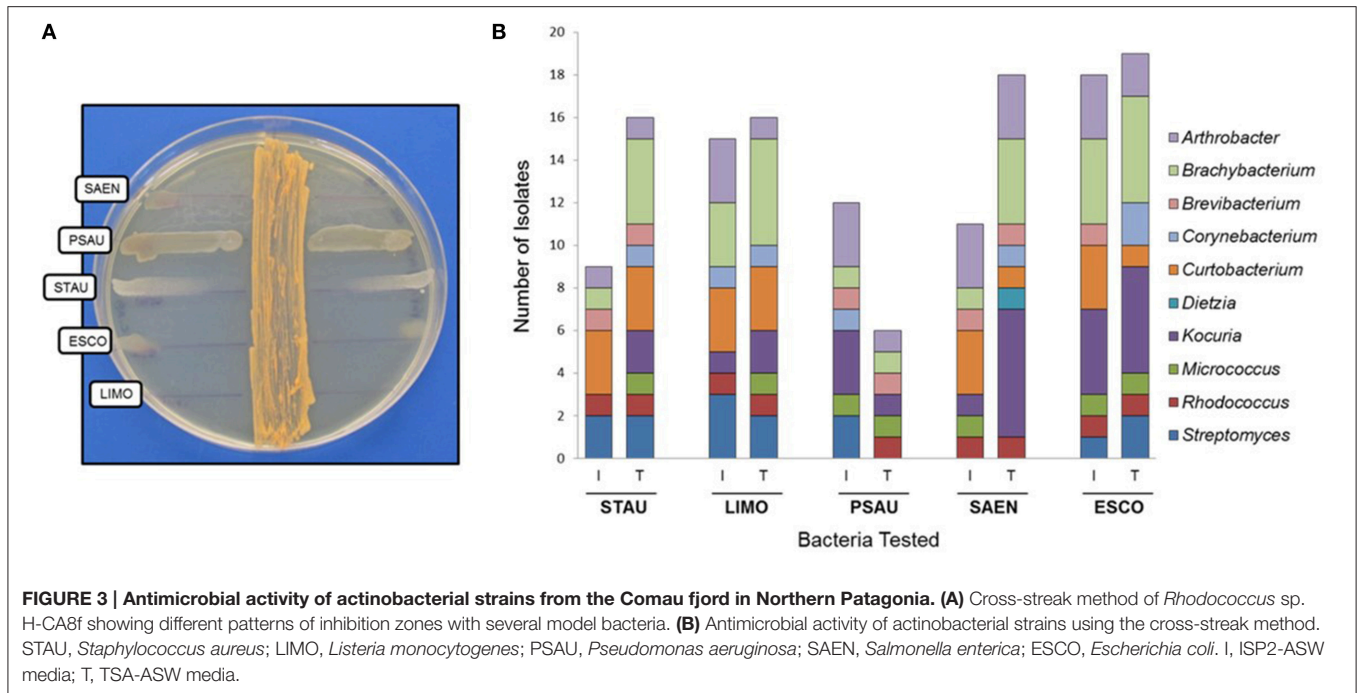 A
SAEN
PSAU
STAU
ESCO
LIMO
B
Number of Isolates
20
18
16
14
12
10
8
6
4
2
0
I T I T I T I T I T
STAU LIMO PSAU SAEN ESCO
Bacteria Tested
Arthrobacter
Brachybacterium
Brevibacterium
Corynebacterium
Curtobacterium
Dietzia
Kocuria
Micrococcus
Rhodococcus
Streptomyces
FIGURE 3 | Antimicrobial activity of actinobacterial strains from the Comau fjord in Northern Patagonia. (A) Cross-streak method of Rhodococcus sp.
H-CA8f showing different patterns of inhibition zones with several model bacteria. (B) Antimicrobial activity of actinobacterial strains using the cross-streak method.
STAU, Staphylococcus aureus; LIMO, Listeria monocytogenes; PSAU, Pseudomonas aeruginosa; SAEN, Salmonella enterica; ESCO, Escherichia coli. I, ISP2-ASW
media; T, TSA-ASW media.